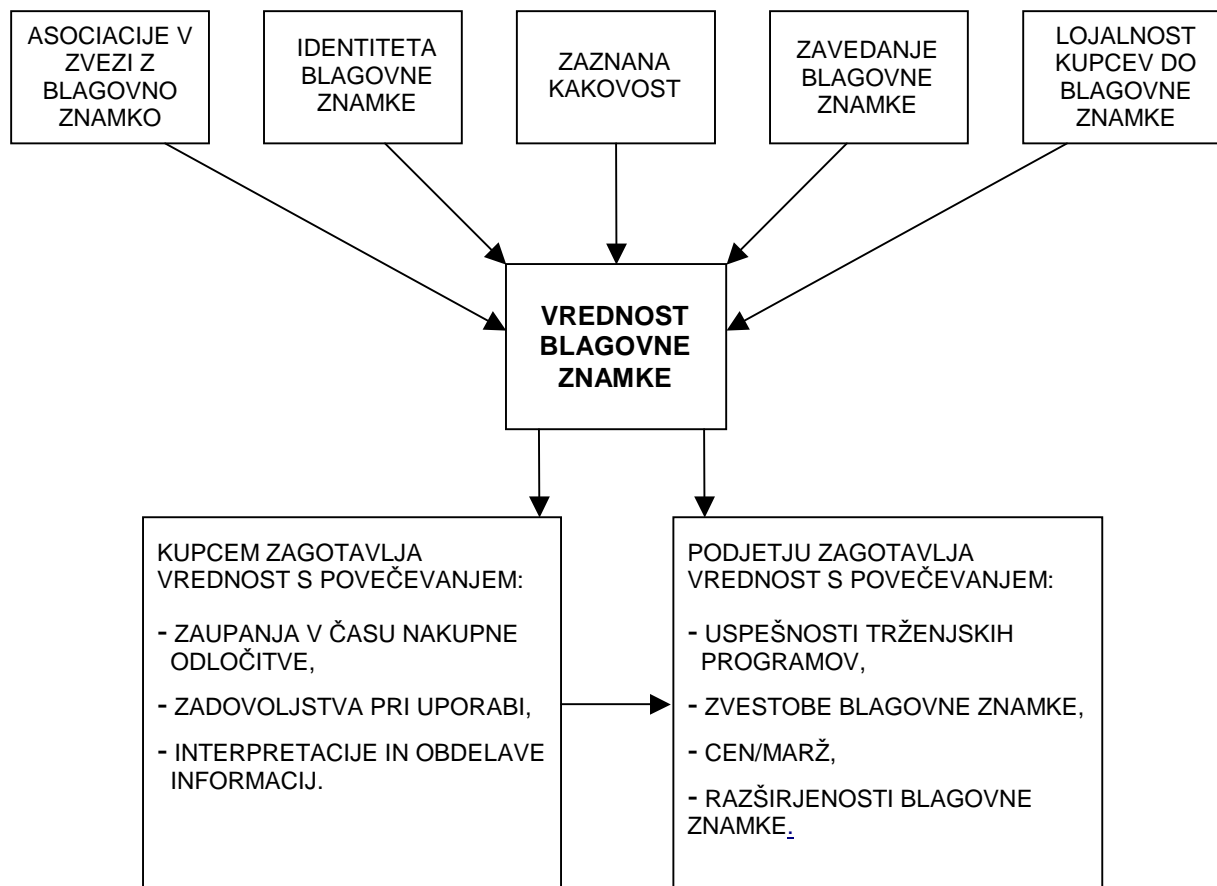 ASOCIACIJE V
ZVEZI Z
BLAGOVNO
ZNAMKO
IDENTITETA
BLAGOVNE
ZNAMKE
ZAZNANA
KAKOVOST
ZAVEDANJE
BLAGOVNE
ZNAMKE
LOJALNOST
KUPCEV DO
BLAGOVNE
ZNAMKE
VREDNOST
BLAGOVNE
ZNAMKE
KUPCEM ZAGOTAVLJA
VREDNOST S POVEČEVANJEM:
- ZAUPANJA V ČASU NAKUPNE
ODLOČITVE,
- ZADOVOLJSTVA PRI UPORABI,
- INTERPRETACIJE IN OBDELAVE
INFORMACIJ.
PODJETJU ZAGOTAVLJA
VREDNOST S POVEČEVANJEM:
- USPEŠNOSTI TRŽENJSKIH
PROGRAMOV,
- ZVESTOBE BLAGOVNE ZNAMKE,
- CEN/MARŽ,
- RAZŠIRJENOSTI BLAGOVNE
ZNAMKE.